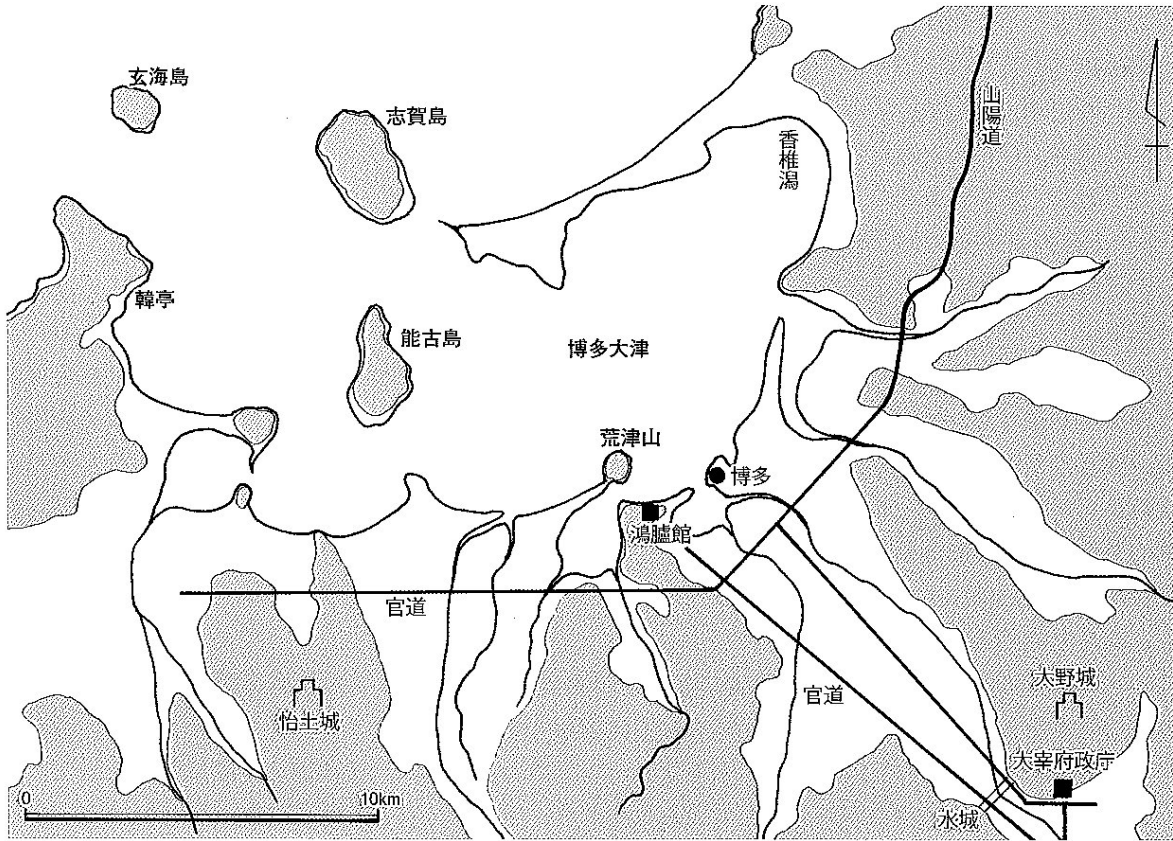 玄海島
志賀島
山陽道
香椎潟
韓亭
能古島
博多大津
荒津山
博多
鴻臚館
官道
官道
大野城
怡土城
大宰府政庁
水城
0
10km